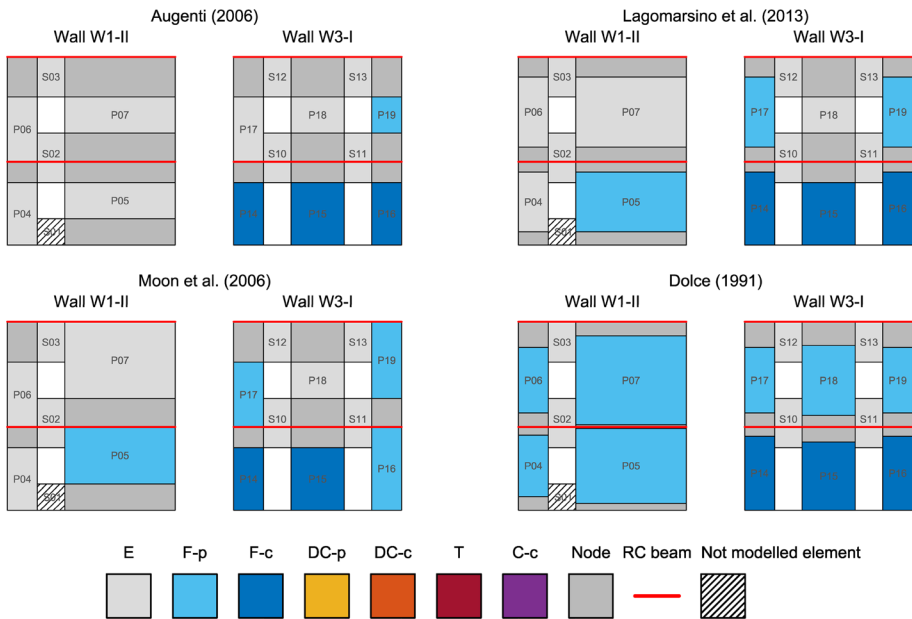 Augenti (2006)
Lagomarsino et al. (2013)
Wall W1-II
Wall W3-I
Wall W1-II
Wall W3-I
S03
S12
S13
S03
S12
S13
P06
P07
P17
P18
P19
P06
P07
P17
P18
P19
S02
S10
S11
S02
S10
S11
P04
P05
P04
P05
S01
S01
Moon et al. (2006)
Dolce (1991)
Wall W1-II
Wall W3-I
Wall W1-II
Wall W3-I
S03
S12
S13
S03
S12
S13
P06
P07
P17
P18
P19
P06
P07
P17
P18
P19
S02
S10
S11
S02
S10
S11
P04
P05
P16
P04
P05
S01
S01
E F-p F-c DC-p DC-c T C-c Node RC beam Not modelled element